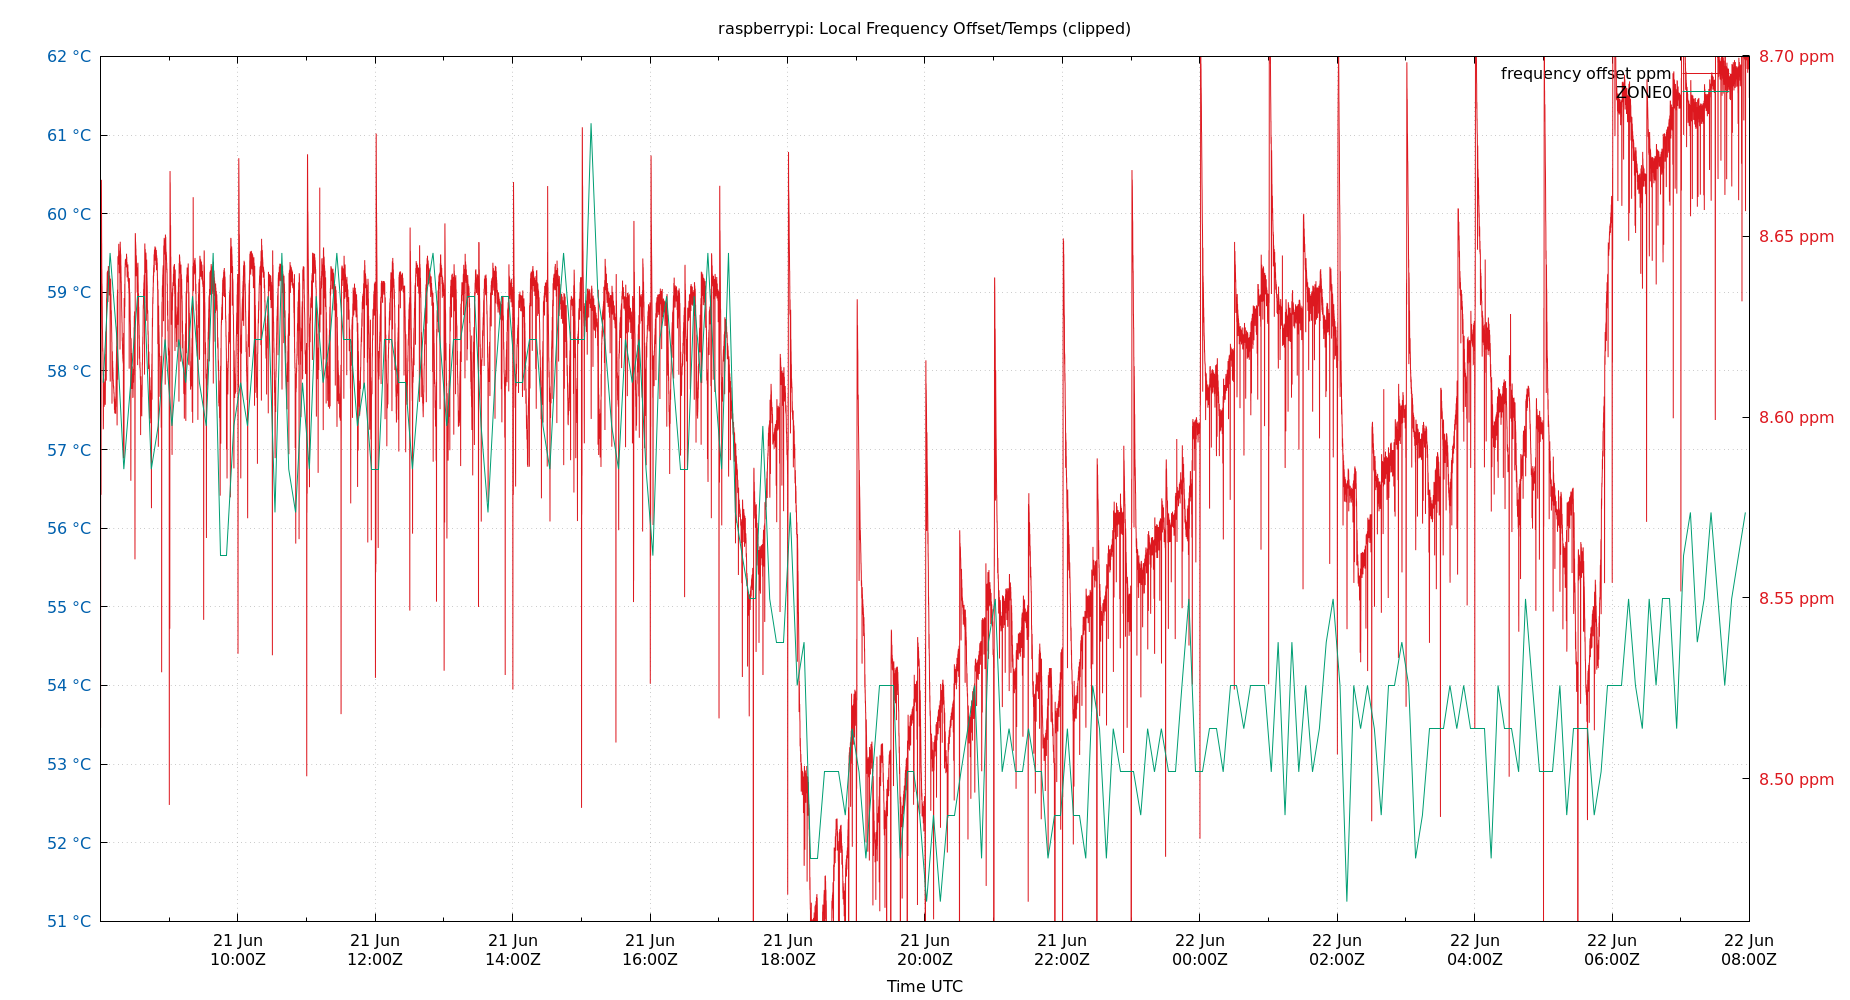 raspberrypi: Local Frequency Offset/Temps (clipped)
62 °C
61 °C
60 °C
59 °C
58 °C
57 °C
56 °C
55 °C
54 °C
53 °C
52 °C
51 °C
8.70 ppm
8.65 ppm
8.60 ppm
8.55 ppm
8.50 ppm
frequency offset ppm
ZONE0
21 Jun 21 Jun 21 Jun 21 Jun 21 Jun 21 Jun 21 Jun 22 Jun 22 Jun 22 Jun 22 Jun 22 Jun
10:00Z 12:00Z 14:00Z 16:00Z 18:00Z 20:00Z 22:00Z 00:00Z 02:00Z 04:00Z 06:00Z 08:00Z
Time UTC